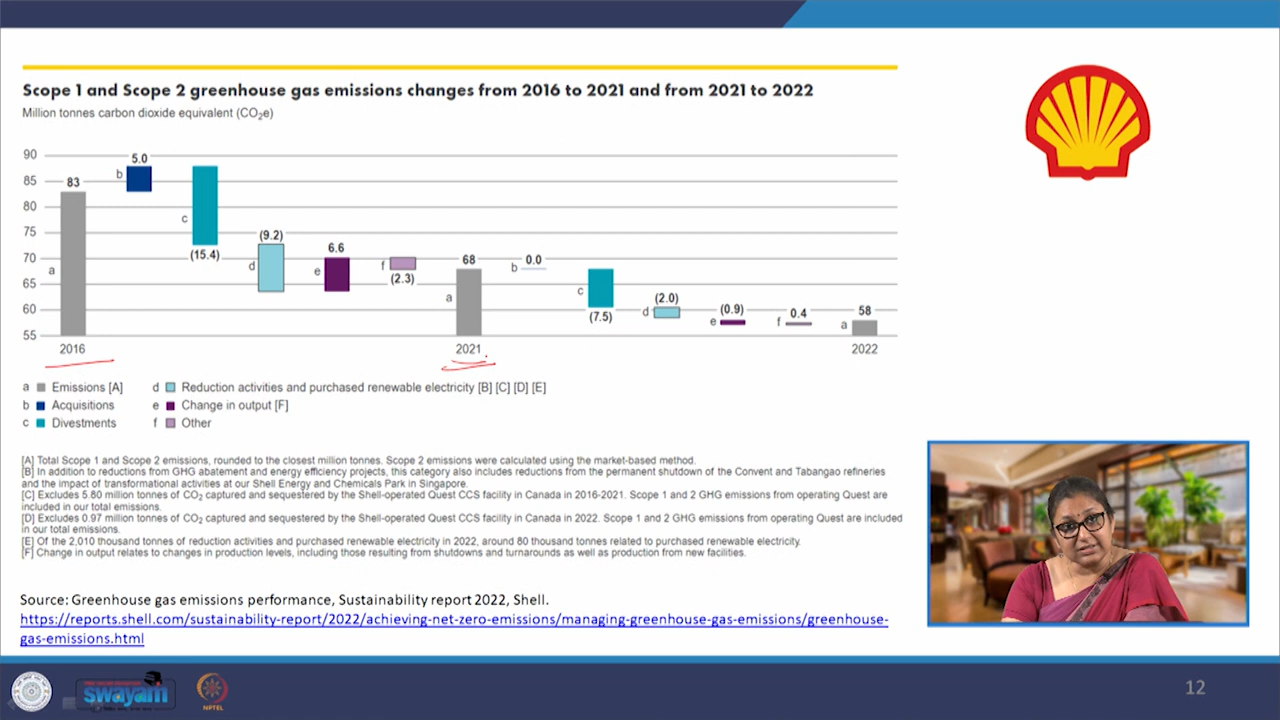 Scope 1 and Scope 2 greenhouse gas emissions changes from 2016 to 2021 and from 2021 to 2022
Million tonnes carbon dioxide equivalent (CO2e)
90
85
80
75
70
65
60
55
a
83
b
5.0
c
(15.4)
d
(9.2)
e
6.6
f
(2.3)
a
68
b
0.0
c
(7.5)
d
(2.0)
e
(0.9)
f
0.4
a
58
2016
2021
2022
a Emissions [A]
b Acquisitions
c Divestments
d Reduction activities and purchased renewable electricity [B] [C] [D] [E]
e Change in output [F]
f Other
[A] Total Scope 1 and Scope 2 emissions, rounded to the closest million tonnes. Scope 2 emissions were calculated using the market-based method.
[B] In addition to reductions from GHG abatement and energy efficiency projects, this category also includes reductions from the permanent shutdown of the Convent and Tabangao refineries
and the impact of transformational activities at our Shell Energy and Chemicals Park in Singapore.
[C] Excludes 5.80 million tonnes of CO2 captured and sequestered by the Shell-operated Quest CCS facility in Canada in 2016-2021. Scope 1 and 2 GHG emissions from operating Quest are
included in our total emissions.
[D] Excludes 0.97 million tonnes of CO2 captured and sequestered by the Shell-operated Quest CCS facility in Canada in 2022. Scope 1 and 2 GHG emissions from operating Quest are included
in our total emissions.
[E] Of the 2,010 thousand tonnes of reduction activities and purchased renewable electricity in 2022, around 80 thousand tonnes related to purchased renewable electricity.
[F] Change in output relates to changes in production levels, including those resulting from shutdowns and turnarounds as well as production from new facilities.
Source: Greenhouse gas emissions performance, Sustainability report 2022, Shell.
https://reports.shell.com/sustainability-report/2022/achieving-net-zero-emissions/managing-greenhouse-gas-emissions/greenhouse-
gas-emissions.html
swayam
NPTEL
12